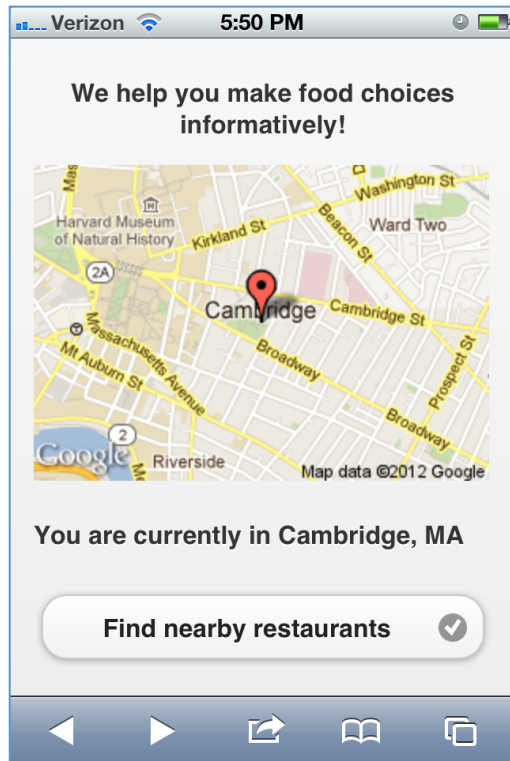 Verizon 5:50 PM
We help you make food choices
informatively!
Mas
Washington St
Harvard Museum
of Natural History
Kirkland St
Beacon St
Ward Two
2A
Cambridge
Cambridge St
Massachusetts Avenue
Mt Auburn St
Broadway
Prospect St
Broadway
2
Google
Me
Riverside
Map data ©2012 Google
You are currently in Cambridge, MA
Find nearby restaurants